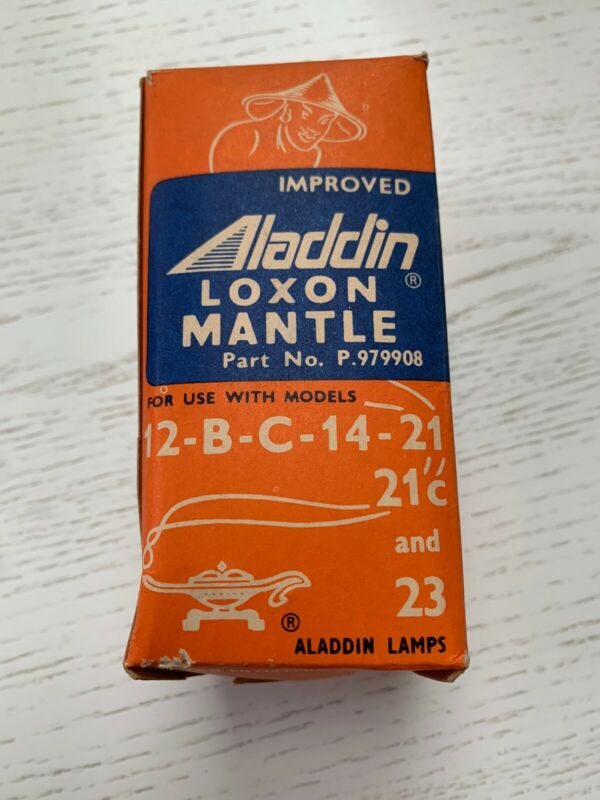 IMPROVED
Aladdin ®
LOXON
MANTLE
Part No. P.979908
FOR USE WITH MODELS
12-B-C-14-21
21"C
and
23
®
ALADDIN LAMPS